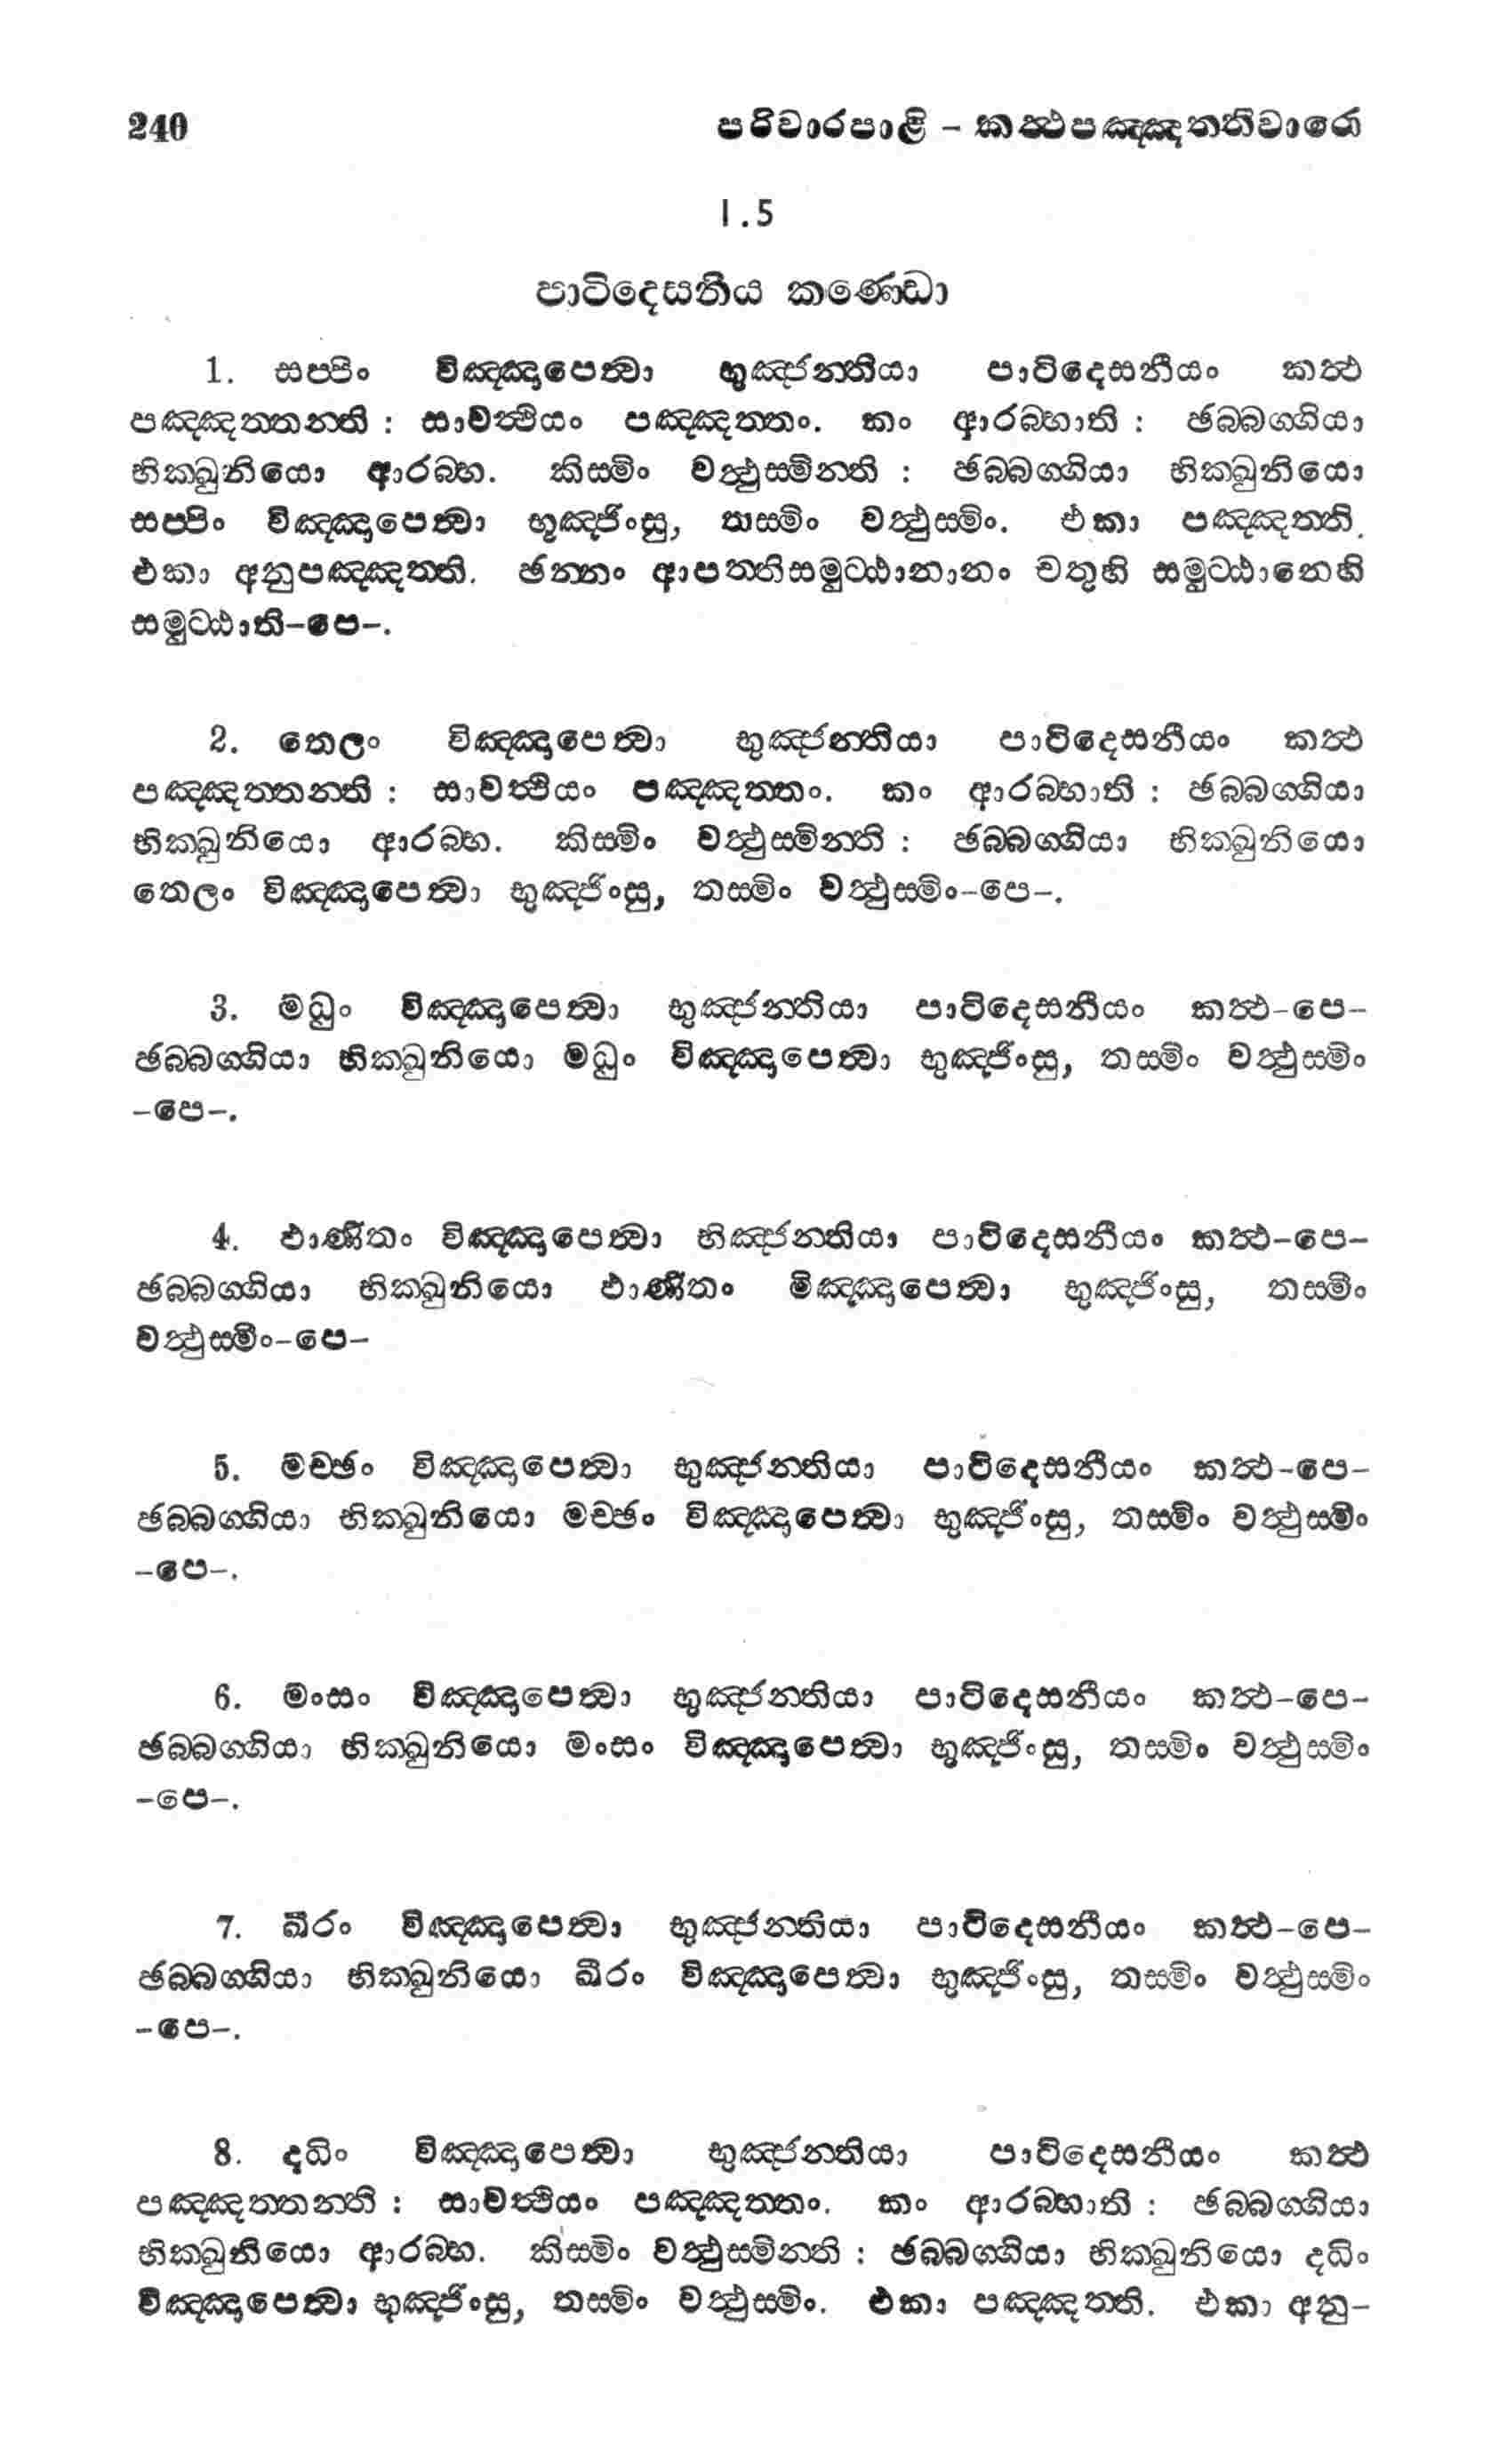 240 පරිවාරපාළි – කත්‍ථපඤ්ඤත්තිවාරො
1.5
පාටිදෙසනීය කණ්ඩො
1. සප්පිං විඤ්ඤාපෙත්‍වා භුඤ්ජන්තියා පාටිදෙසනීයං කත්‍ථ
පඤ්ඤත්තන්ති : සාවත්‍ථියං පඤ්ඤත්තං. කං ආරබ්භාති : ඡබ්බග්ගියා
භික්ඛුනියො ආරබ්භ. කිස්මිං වත්‍ථුස්මින්ති : ඡබ්බග්ගියා භික්ඛුනියො
සප්පිං විඤ්ඤාපෙත්‍වා භූඤ්ජිංසු, තස්මිං වත්‍ථුස්මිං. එකා පඤ්ඤත්ති.
එකා අනුපඤ්ඤත්ති. ඡන්නං ආපත්තිසමුට්ඨානානං චතුහි සමුට්ඨානෙහි
සමුට්ඨාති–පෙ–.
2. තෙලං විඤ්ඤාපෙත්‍වා භුඤ්ජන්තියා පාටිදෙසනීයං කත්‍ථ
පඤ්ඤත්තන්ති : සාවත්‍ථියං පඤ්ඤත්තං. කං ආරබ්භාති : ඡබ්බග්ගියා
භික්ඛුනියො ආරබ්භ. කිස්මිං වත්‍ථුස්මින්ති : ඡබ්බග්ගියා භික්ඛුනියො
තෙලං විඤ්ඤාපෙත්‍වා භුඤ්ජිංසු, තස්මිං වත්‍ථුස්මිං–පෙ–.
3. මධුං විඤ්ඤාපෙත්‍වා භුඤ්ජන්තියා පාටිදෙසනීයං කත්‍ථ–පෙ–
ඡබ්බග්ගියා භික්ඛුනියො මධුං විඤ්ඤාපෙත්‍වා භුඤ්ජිංසු, තස්මිං වත්‍ථුස්මිං
–පෙ–.
4. ඵාණිතං විඤ්ඤාපෙත්‍වා භිඤ්ජන්තියා පාටිදෙසනීයං කත්‍ථ–පෙ–
ඡබ්බග්ගියා භික්ඛුනියො ඵාණිතං මිඤ්ඤාපෙත්‍වා භුඤ්ජිංසු, තස්මිං
වත්‍ථුස්මිං–පෙ–
5. මච්ඡං විඤ්ඤාපෙත්‍වා භුඤ්ජන්තියා පාටිදෙසනීයං කත්‍ථ–පෙ–
ඡබ්බග්ගියා භික්ඛුනියො මච්ඡං විඤ්ඤාපෙත්‍වා භුඤ්ජිංසු, තස්මිං වත්‍ථුස්මිං
–පෙ–.
6. මංසං විඤ්ඤාපෙත්‍වා භුඤ්ජන්තියා පාටිදෙසනීයං කත්‍ථ–පෙ–
ඡබ්බග්ගියා භික්ඛුනියො මංසං විඤ්ඤාපෙත්‍වා භුඤ්ජිංසු, තස්මිං වත්‍ථුස්මිං
–පෙ–.
7. ඛීරං විඤ්ඤාපෙත්‍වා භුඤ්ජන්තියා පාටිදෙසනීයං කත්‍ථ–පෙ–
ඡබ්බග්ගියා භික්ඛුනියො ඛීරං විඤ්ඤාපෙත්‍වා භුඤ්ජිංසු, තස්මිං වත්‍ථුස්මිං
–පෙ–.
8. දධිං විඤ්ඤාපෙත්‍වා භුඤ්ජන්තියා පාටිදෙසනීයං කත්‍ථ
පඤ්ඤත්තන්ති : සාවත්‍ථියං පඤ්ඤත්තං. කං ආරබ්භාති : ඡබ්බග්ගියා
භික්ඛුනියො ආරබ්භ. කිස්මිං වත්‍ථුස්මින්ති : ඡබ්බග්ගියා භික්ඛුනියො දධිං
විඤ්ඤාපෙත්‍වා භුඤ්ජිංසු, තස්මිං වත්‍ථුස්මිං. එකා පඤ්ඤත්ති. එකා අනු–